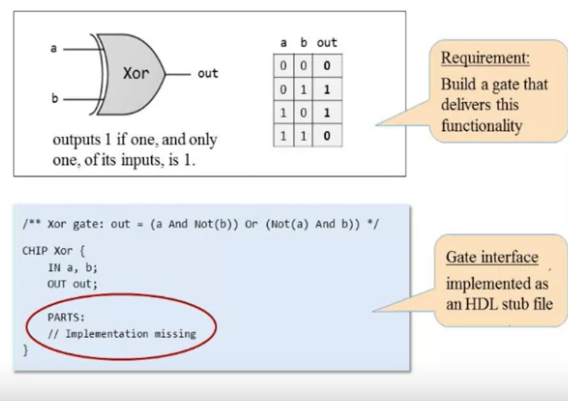 a
Xor
out
b
outputs 1 if one, and only
one, of its inputs, is 1.
a b out
0 0 0
0 1 1
1 0 1
1 1 0
Requirement:
Build a gate that
delivers this
functionality
/** Xor gate: out = (a And Not(b)) Or (Not(a) And b)) */
CHIP Xor {
IN a, b;
OUT out;
PARTS:
// Implementation missing
}
Gate interface
implemented as
an HDL stub file